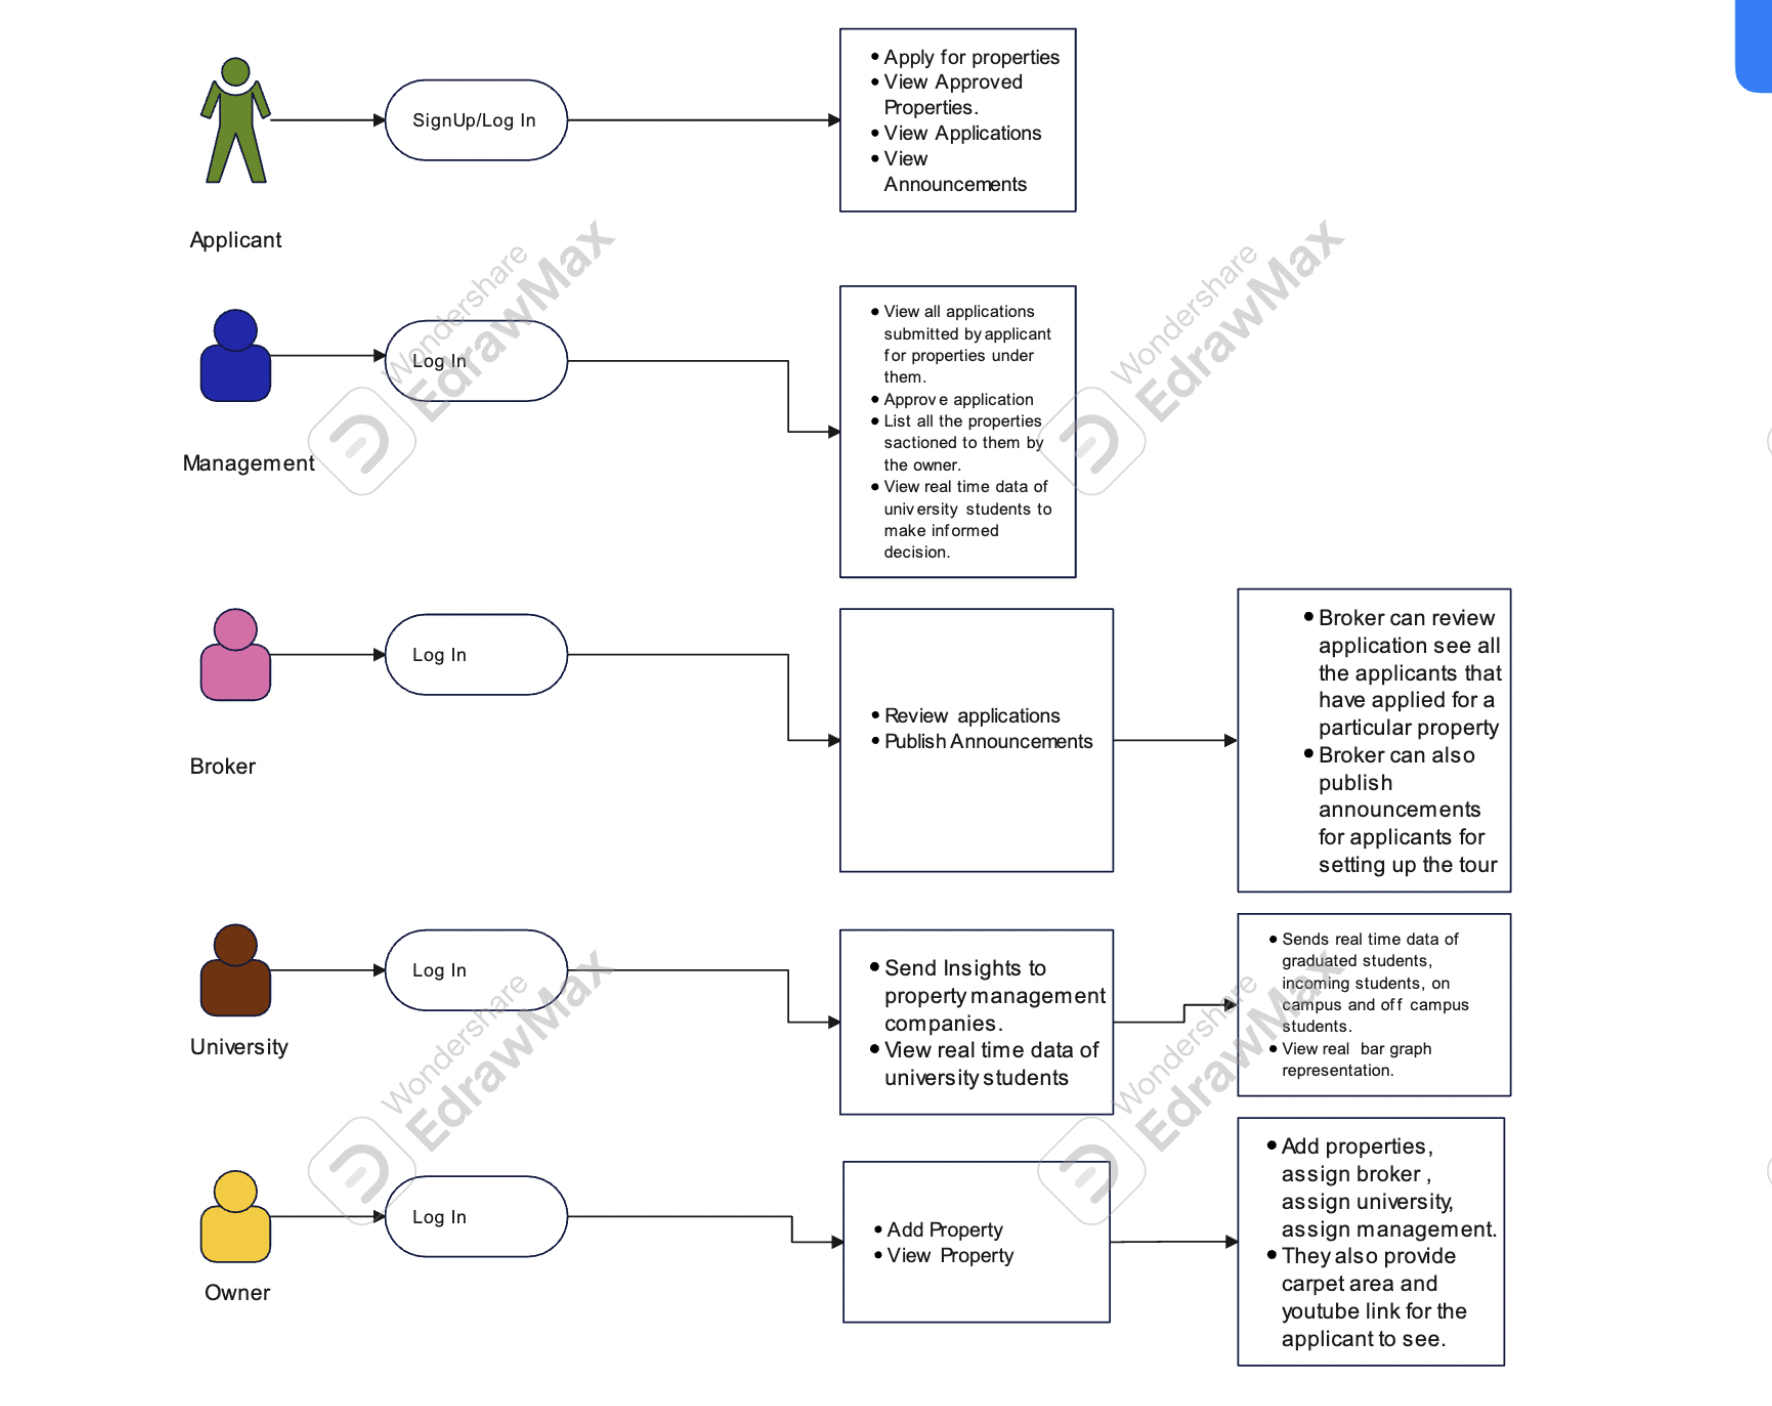 • Apply for properties
• View Approved
Properties.
SignUp/Log In
• View Applications
• View
Announcements
Applicant
• View all applications
submitted by applicant
for properties under
them.
• Approve application
• List all the properties
sactioned to them by
the owner.
• View real time data of
university students to
make informed
decision.
Log In
Management
Log In
Broker
• Review applications
• Publish Announcements
• Broker can review
application see all
the applicants that
have applied for a
particular property
• Broker can also
publish
announcements
for applicants for
setting up the tour
Log In
University
• Send Insights to
property management
companies.
• View real time data of
university students
• Sends real time data of
graduated students,
incoming students, on
campus and off campus
students.
• View real bar graph
representation.
Log In
Owner
• Add Property
• View Property
• Add properties,
assign broker ,
assign university,
assign management.
• They also provide
carpet area and
youtube link for the
applicant to see.
Wondershare
EdrawMax
Wondershare
EdrawMax
Wondershare
EdrawMax
Wondershare
EdrawMax